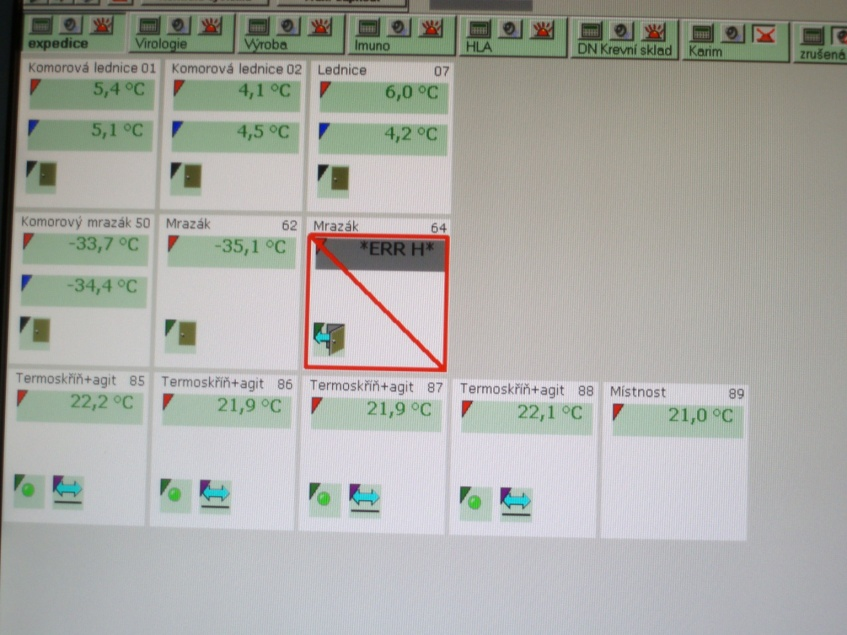 expedice
Virologie
Výroba
Imuno
HLA
DN Krevní sklad
Karim
zrušená
Komorová lednice 01
5,4 °C
5,1 °C
Komorová lednice 02
4,1 °C
4,5 °C
Lednice 07
6,0 °C
4,2 °C
Komorový mrazák 50
-33,7 °C
-34,4 °C
Mrazák 62
-35,1 °C
Mrazák 64
*ERR H*
Termoskříň+agit 85
22,2 °C
Termoskříň+agit 86
21,9 °C
Termoskříň+agit 87
21,9 °C
Termoskříň+agit 88
22,1 °C
Místnost 89
21,0 °C